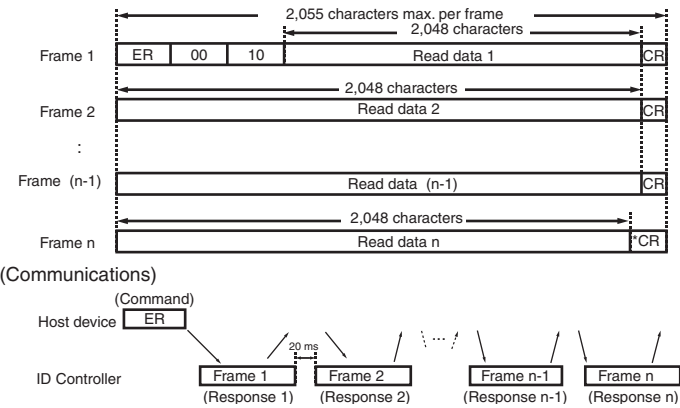 2,055 characters max. per frame
2,048 characters
Frame 1 ER 00 10 Read data 1 CR
2,048 characters
Frame 2 Read data 2 CR
:
Frame (n-1) Read data (n-1) CR
2,048 characters
Frame n Read data n *CR
(Communications)
(Command)
Host device ER
20 ms
...
ID Controller Frame 1 Frame 2 Frame n-1 Frame n
(Response 1) (Response 2) (Response n-1) (Response n)